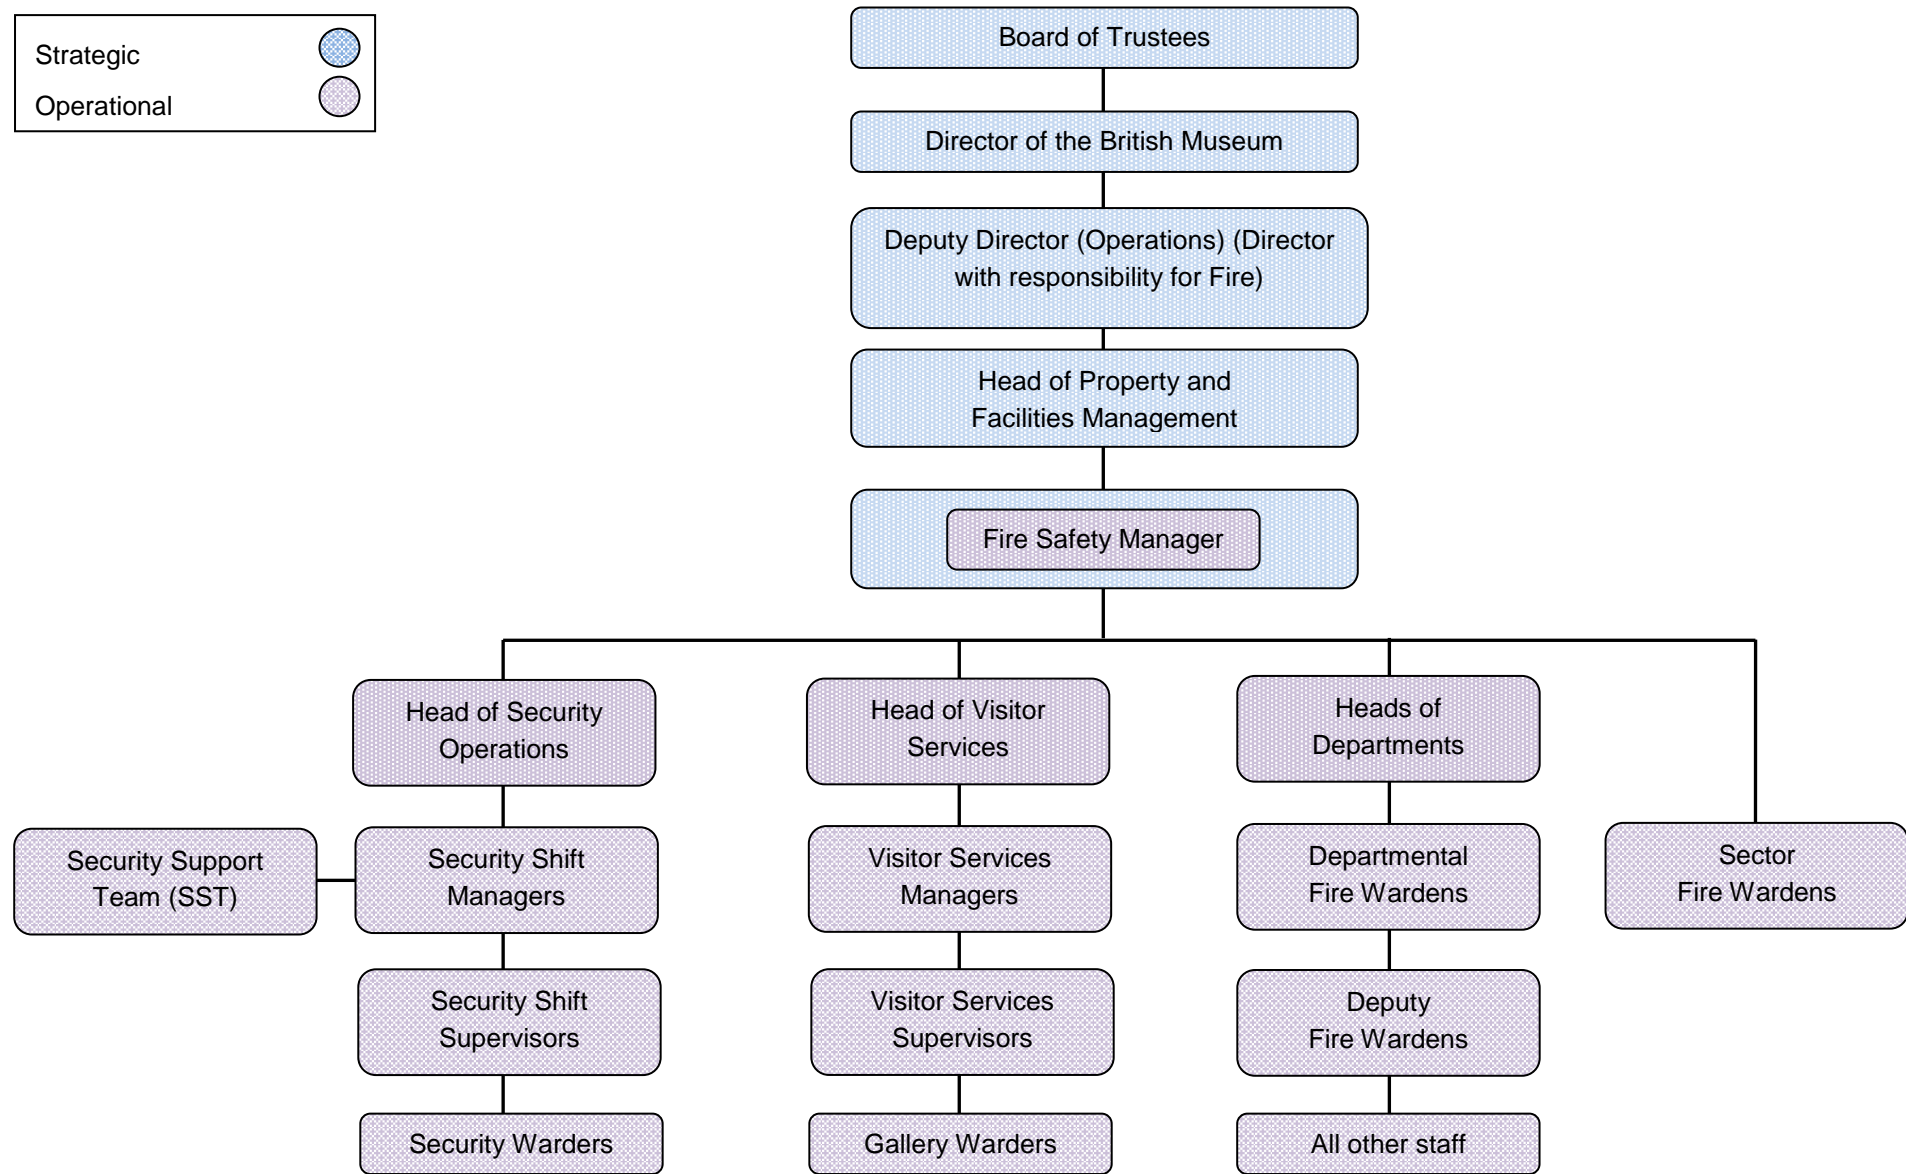 Strategic
Operational
Board of Trustees
Director of the British Museum
Deputy Director (Operations) (Director
with responsibility for Fire)
Head of Property and
Facilities Management
Fire Safety Manager
Head of Security
Operations
Head of Visitor
Services
Heads of
Departments
Security Support
Team (SST)
Security Shift
Managers
Visitor Services
Managers
Departmental
Fire Wardens
Sector
Fire Wardens
Security Shift
Supervisors
Visitor Services
Supervisors
Deputy
Fire Wardens
Security Warders
Gallery Warders
All other staff